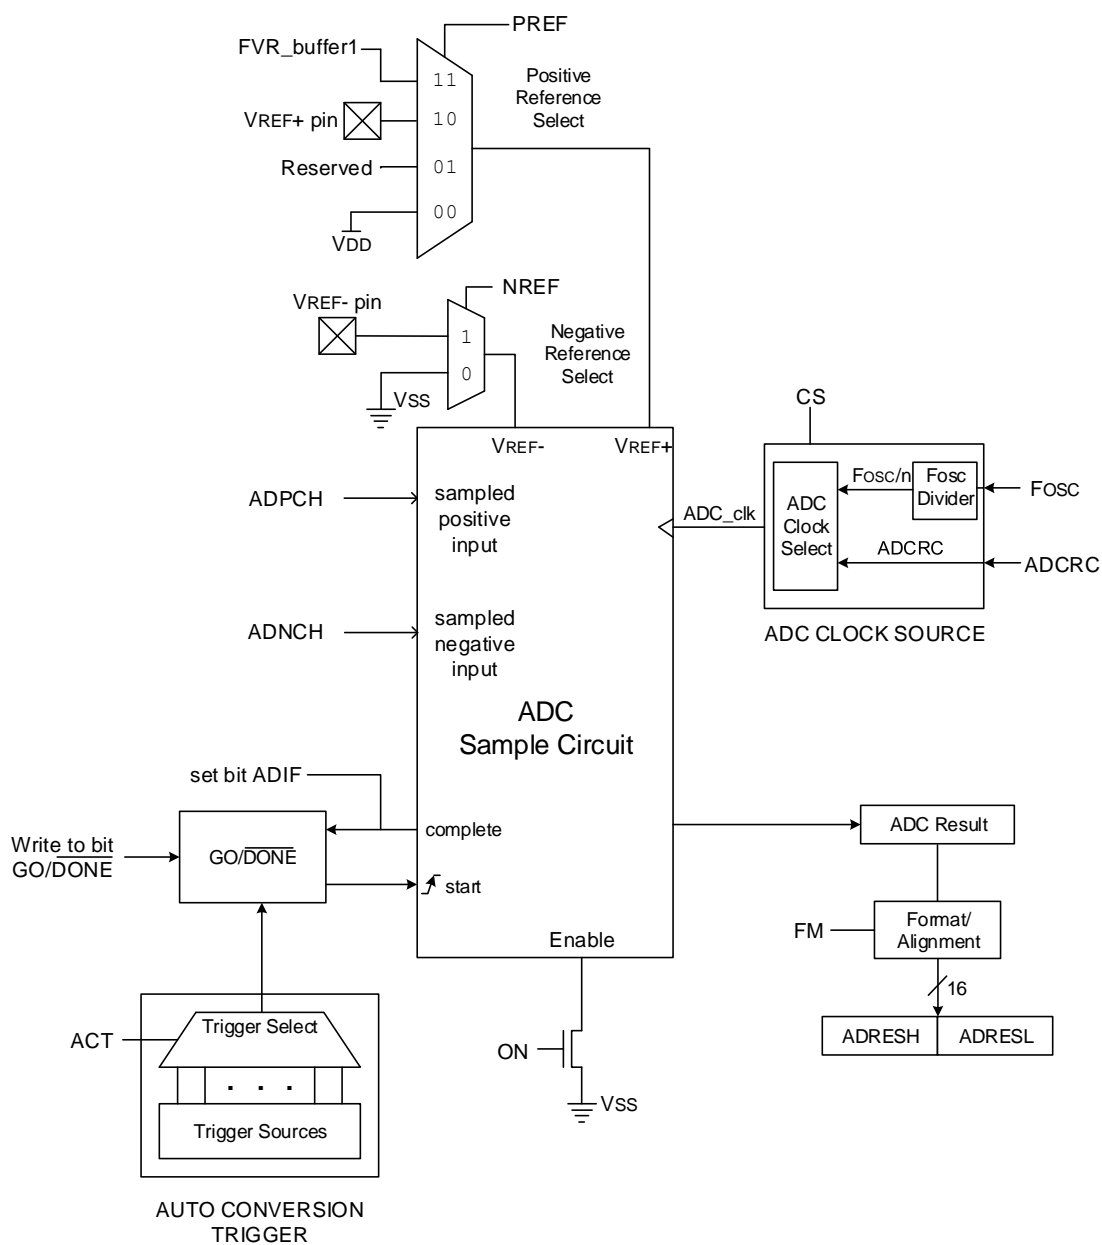 PREF
FVR_buffer1
11
Positive
Reference
Select
VREF+ pin
10
Reserved
01
00
VDD
NREF
VREF- pin
1
Negative
Reference
Select
0
VSS
VREF-
VREF+
CS
ADPCH
sampled
positive
input
ADC_clk
ADC
Clock
Select
FOSC/n
Fosc
Divider
FOSC
ADCRC
ADCRC
ADC CLOCK SOURCE
ADNCH
sampled
negative
input
ADC
Sample Circuit
set bit ADIF
complete
Write to bit
GO/DONE
GO/DONE
start
ADC Result
FM
Format/
Alignment
16
ADRESH
ADRESL
Enable
ON
VSS
ACT
Trigger Select
. . .
Trigger Sources
AUTO CONVERSION
TRIGGER